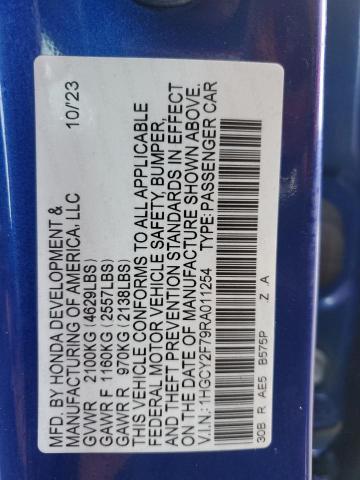 MFD. BY HONDA DEVELOPMENT &
MANUFACTURING OF AMERICA, LLC 10/23
GVWR 2100KG (4629LBS)
GAWR F 1160KG (2557LBS)
GAWR R 970KG (2138LBS)
THIS VEHICLE CONFORMS TO ALL APPLICABLE
FEDERAL MOTOR VEHICLE SAFETY, BUMPER,
AND THEFT PREVENTION STANDARDS IN EFFECT
ON THE DATE OF MANUFACTURE SHOWN ABOVE.
V.I.N.:1HGCY2F79RA011254 TYPE:PASSENGER CAR
30B R AE5 B575P Z A